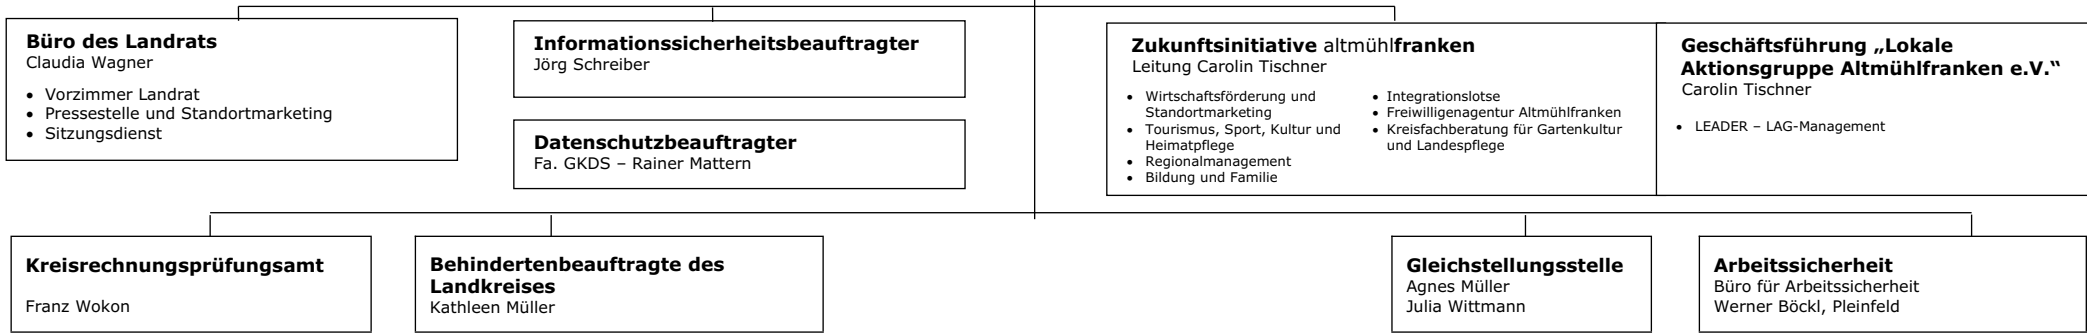 Büro des Landrats
Claudia Wagner
• Vorzimmer Landrat
• Pressestelle und Standortmarketing
• Sitzungsdienst
Informationssicherheitsbeauftragter
Jörg Schreiber
Datenschutzbeauftragter
Fa. GKDS – Rainer Mattern
Zukunftsinitiative altmühlfranken
Leitung Carolin Tischner
• Wirtschaftsförderung und
Standortmarketing
• Tourismus, Sport, Kultur und
Heimatpflege
• Regionalmanagement
• Bildung und Familie
• Integrationslotse
• Freiwilligenagentur Altmühlfranken
• Kreisfachberatung für Gartenkultur
und Landespflege
Geschäftsführung „Lokale
Aktionsgruppe Altmühlfranken e.V.“
Carolin Tischner
• LEADER – LAG-Management
Kreisrechnungsprüfungsamt
Franz Wokon
Behindertenbeauftragte des
Landkreises
Kathleen Müller
Gleichstellungsstelle
Agnes Müller
Julia Wittmann
Arbeitssicherheit
Büro für Arbeitssicherheit
Werner Böckl, Pleinfeld